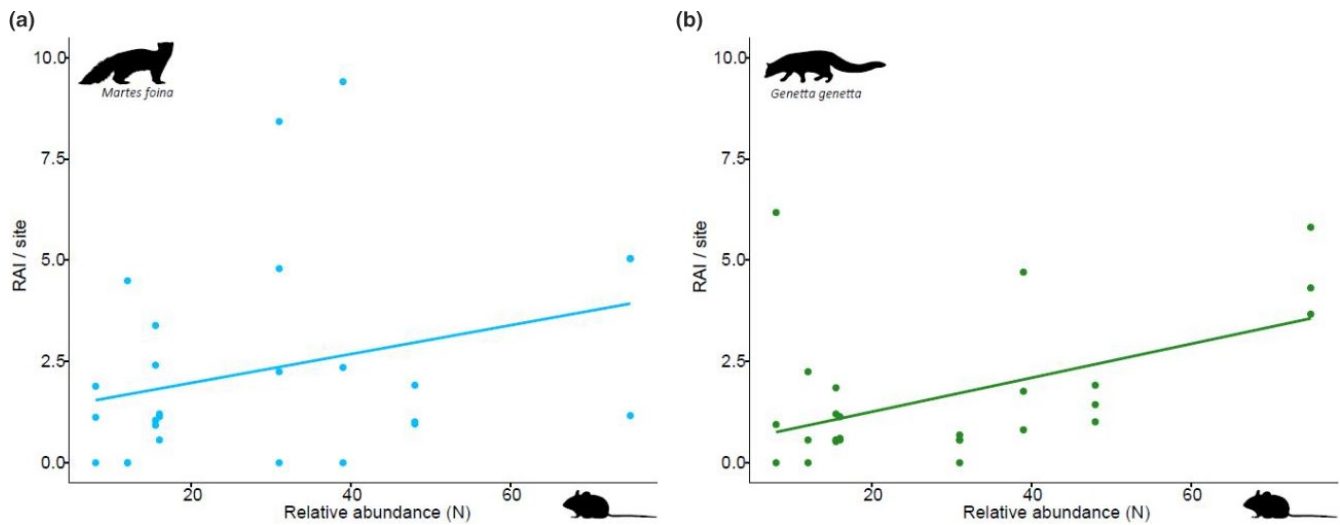 (a)
10.0
7.5
5.0
2.5
0.0
RAI / site
Martes foina
20
40
60
Relative abundance (N)
(b)
10.0
7.5
5.0
2.5
0.0
RAI / site
Genetta genetta
20
40
60
Relative abundance (N)